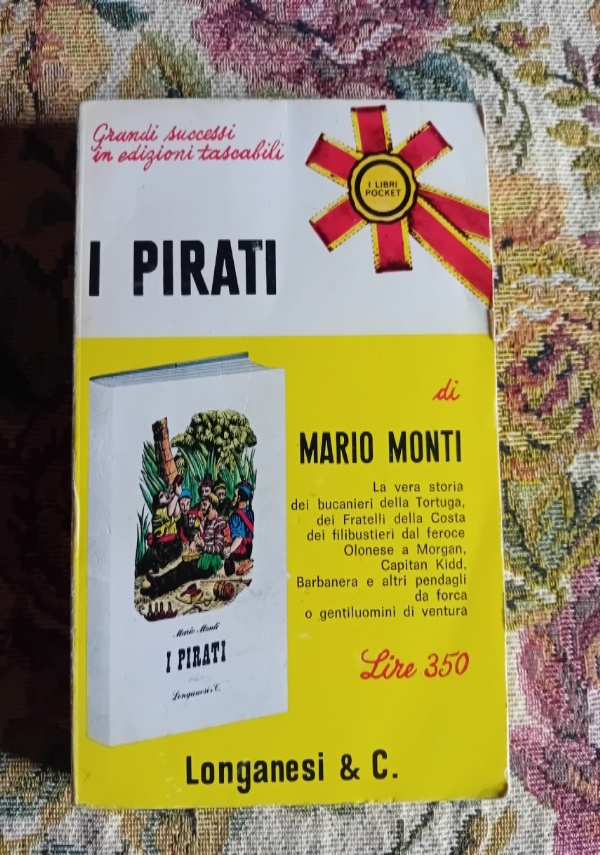 Grandi successi
in edizioni tascabili
I LIBRI
POCKET
I PIRATI
di
MARIO MONTI
La vera storia
dei bucanieri della Tortuga,
dei Fratelli della Costa
dei filibustieri dal feroce
Olonese a Morgan,
Capitan Kidd,
Barbanera e altri pendagli
da forca
o gentiluomini di ventura
Lire 350
Mario Monti
I PIRATI
Longanesi & C.
Longanesi & C.